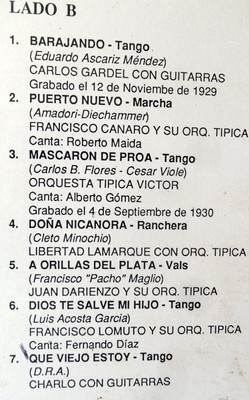 LADO B
1. BARAJANDO - Tango
(Eduardo Ascariz Méndez)
CARLOS GARDEL CON GUITARRAS
Grabado el 12 de Noviembe de 1929
2. PUERTO NUEVO - Marcha
(Amadori-Diechammer)
FRANCISCO CANARO Y SU ORQ. TIPICA
Canta: Roberto Maida
3. MASCARON DE PROA - Tango
(Carlos B. Flores - Cesar Viole)
ORQUESTA TIPICA VICTOR
Canta: Alberto Gómez
Grabado el 4 de Septiembre de 1930
4. DOÑA NICANORA - Ranchera
(Cleto Minochio)
LIBERTAD LAMARQUE CON ORQ. TIPICA
5. A ORILLAS DEL PLATA - Vals
(Francisco "Pacho" Maglio)
JUAN DARIENZO Y SU ORQ. TIPICA
6. DIOS TE SALVE MI HIJO - Tango
(Luis Acosta Garcia)
FRANCISCO LOMUTO Y SU ORQ. TIPICA
Canta: Fernando Díaz
7. QUE VIEJO ESTOY - Tango
(D.R.A.)
CHARLO CON GUITARRAS